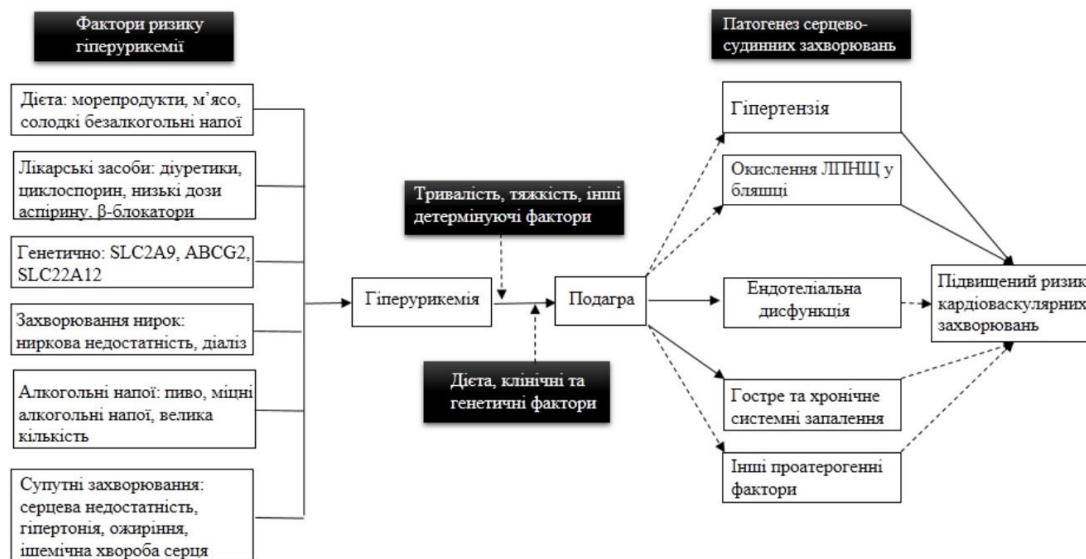 Фактори ризику
гіперурикемії
Дієта: морепродукти, м’ясо,
солодкі безалкогольні напої
Лікарські засоби: діуретики,
циклоспорин, низькі дози
аспірину, β-блокатори
Генетично: SLC2A9, ABCG2,
SLC22A12
Захворювання нирок:
ниркова недостатність, діаліз
Алкогольні напої: пиво, міцні
алкогольні напої, велика
кількість
Супутні захворювання:
серцева недостатність,
гіпертонія, ожиріння,
ішемічна хвороба серця
Гіперурикемія
Тривалість, тяжкість, інші
детермінуючі фактори
Дієта, клінічні та
генетичні фактори
Подагра
Патогенез серцево-
судинних захворювань
Гіпертензія
Окислення ЛПНЩ у
бляшці
Ендотеліальна
дисфункція
Гостре та хронічне
системні запалення
Інші проатерогенні
фактори
Підвищений ризик
кардіоваскулярних
захворювань